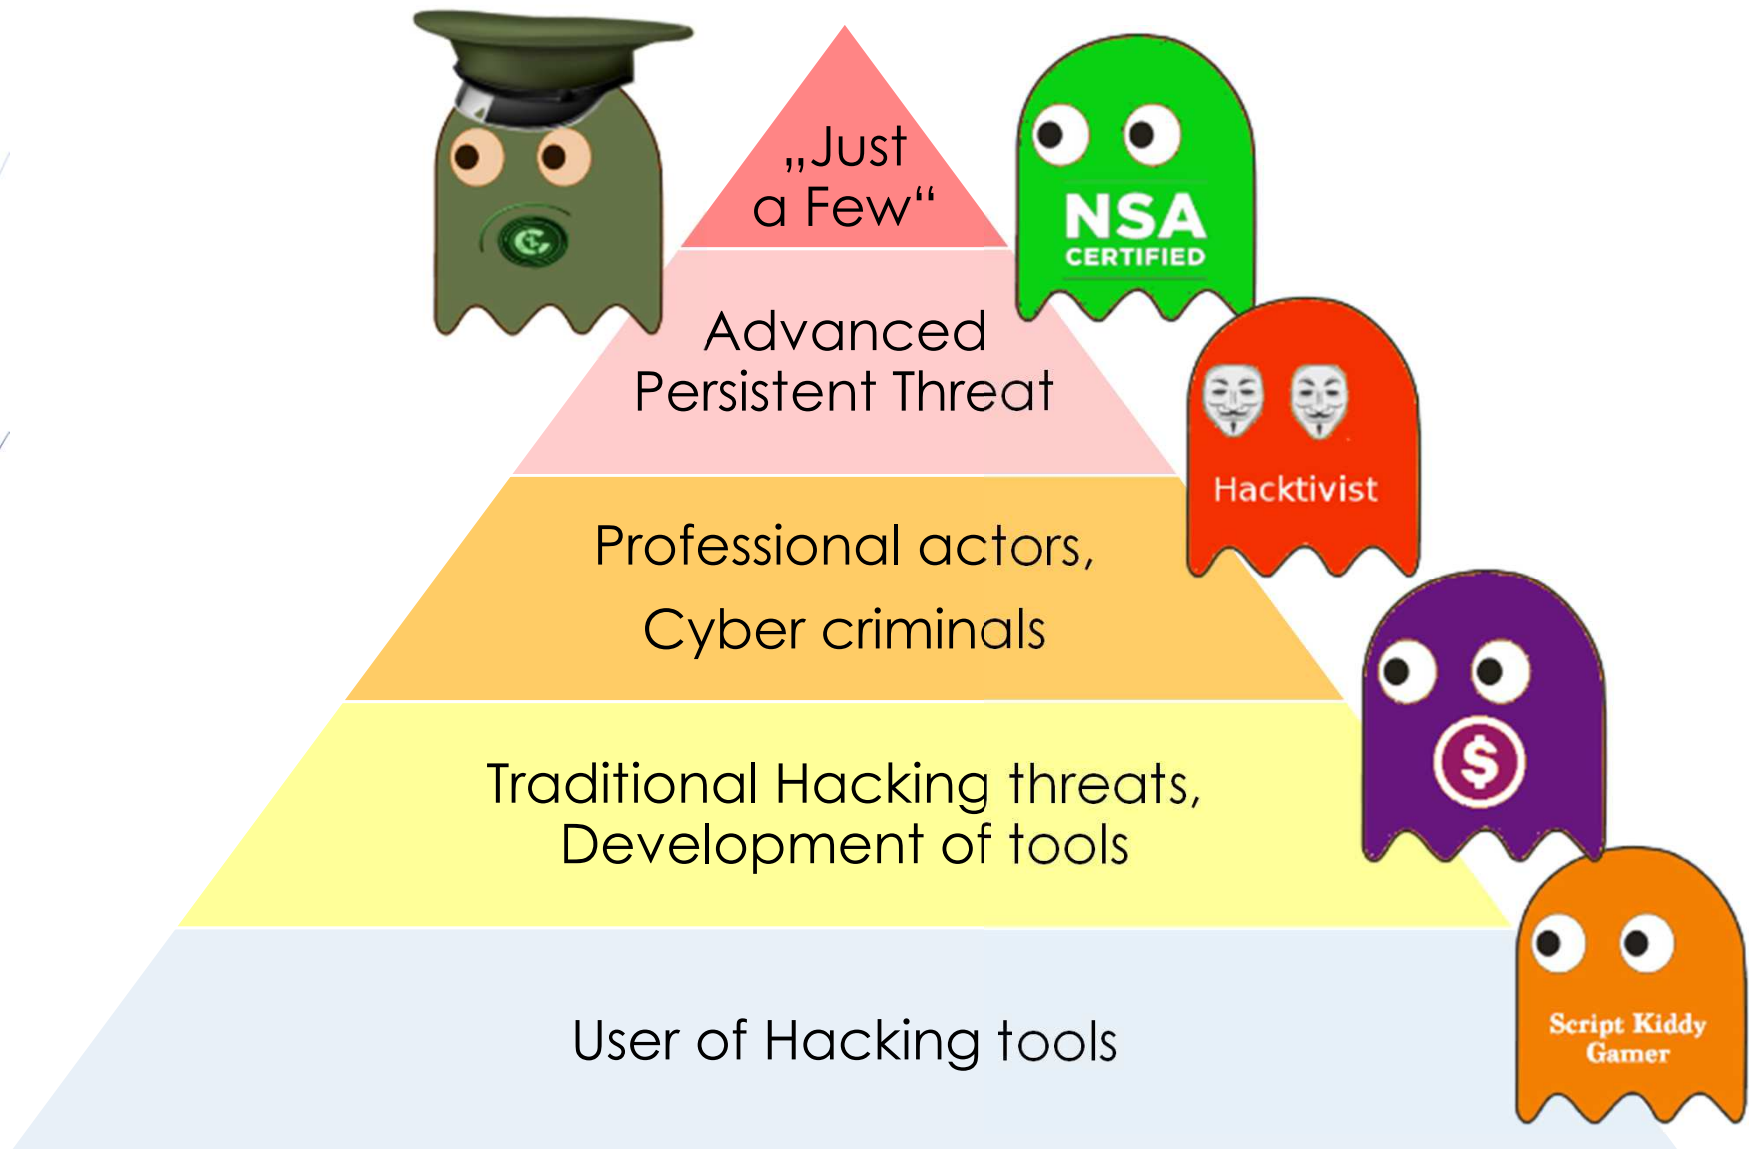 „Just
a Few“
NSA
CERTIFIED
Advanced
Persistent Threat
Hacktivist
Professional actors,
Cyber criminals
$
Traditional Hacking threats,
Development of tools
Script Kiddy
Gamer
User of Hacking tools